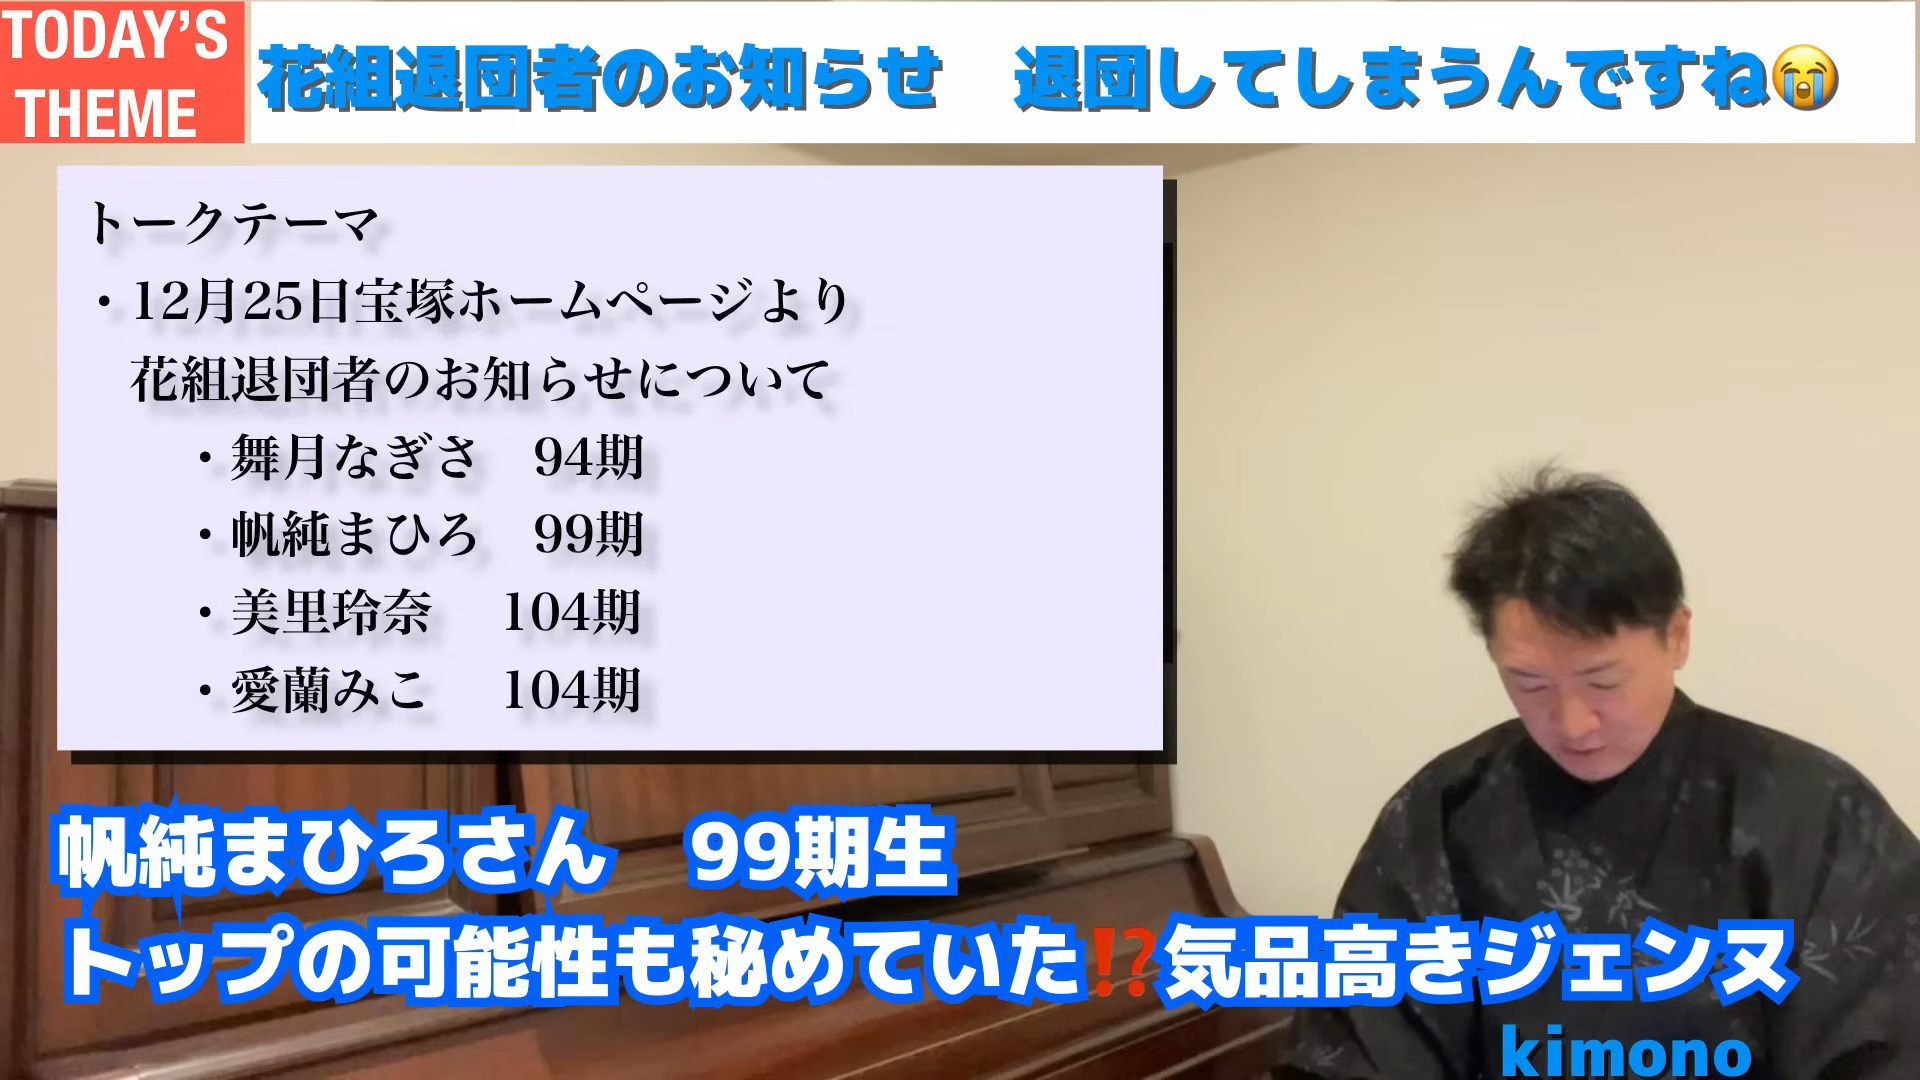 TODAY'S
THEME
花組退団者のお知らせ　退団してしまうんですね😭
トークテーマ
・12月25日宝塚ホームページより
花組退団者のお知らせについて
・舞月なぎさ　94期
・帆純まひろ　99期
・美里玲奈　104期
・愛蘭みこ　104期
帆純まひろさん　99期生
トップの可能性も秘めていた⁉️気品高きジェンヌ
kimono